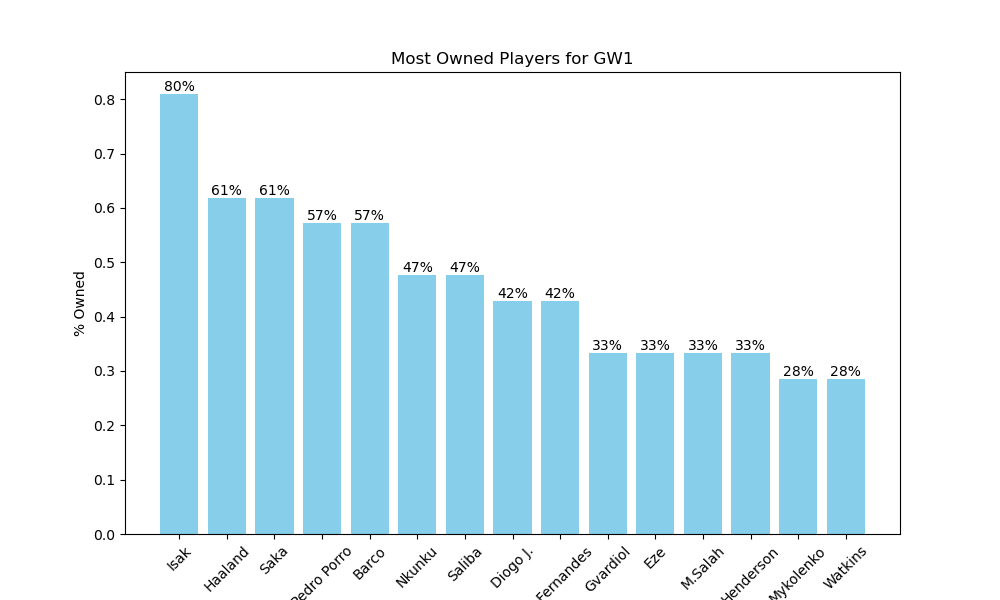 Most Owned Players for GW1
% Owned
0.8
0.7
0.6
0.5
0.4
0.3
0.2
0.1
0.0
80%
61%
61%
57%
57%
47%
47%
42%
42%
33%
33%
33%
33%
28%
28%
Isak
Haaland
Saka
Pedro Porro
Barco
Nkunku
Saliba
Diogo J.
Fernandes
Gvardiol
Eze
M.Salah
Henderson
Mykolenko
Watkins